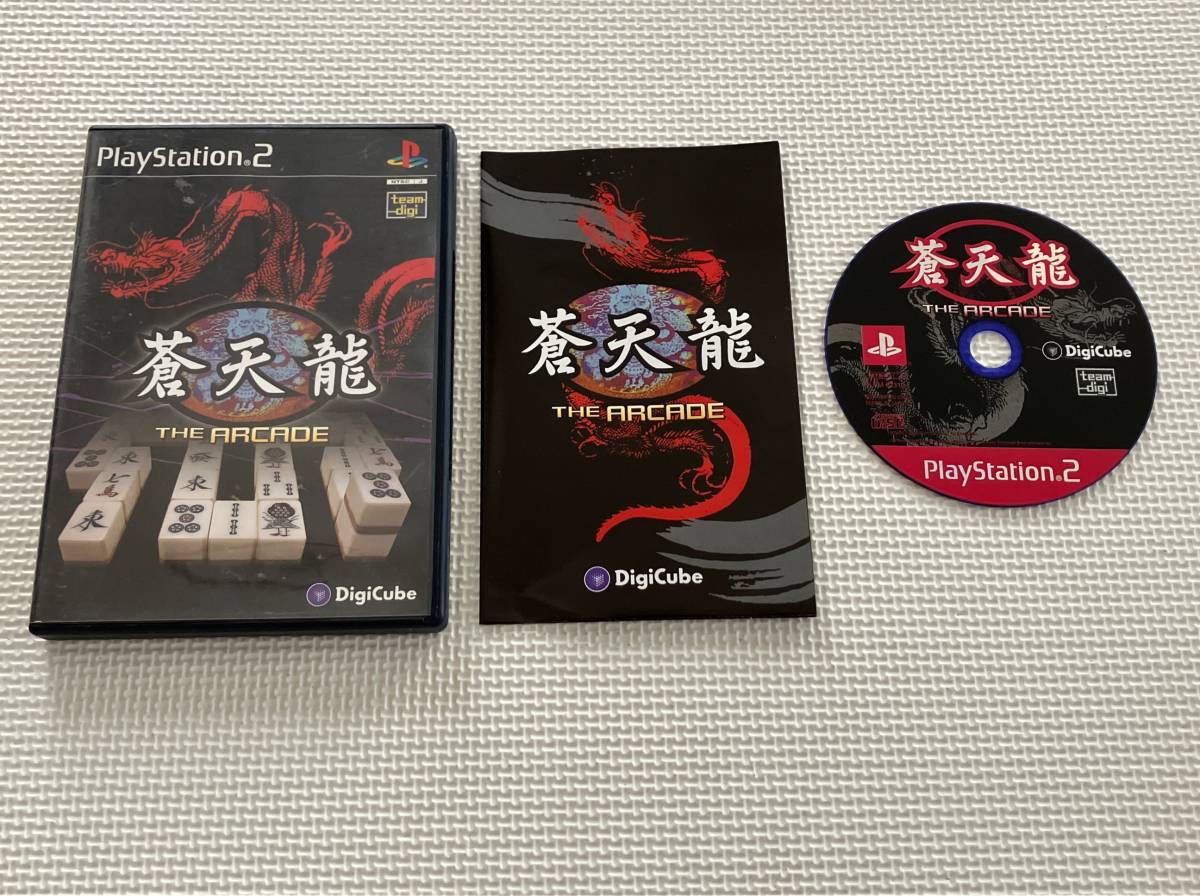 PlayStation®2
NTSC J
team
digi
蒼天龍
THE ARCADE
DigiCube
蒼天龍
THE ARCADE
DigiCube
蒼天龍
THE ARCADE
DigiCube
team
digi
PlayStation®2